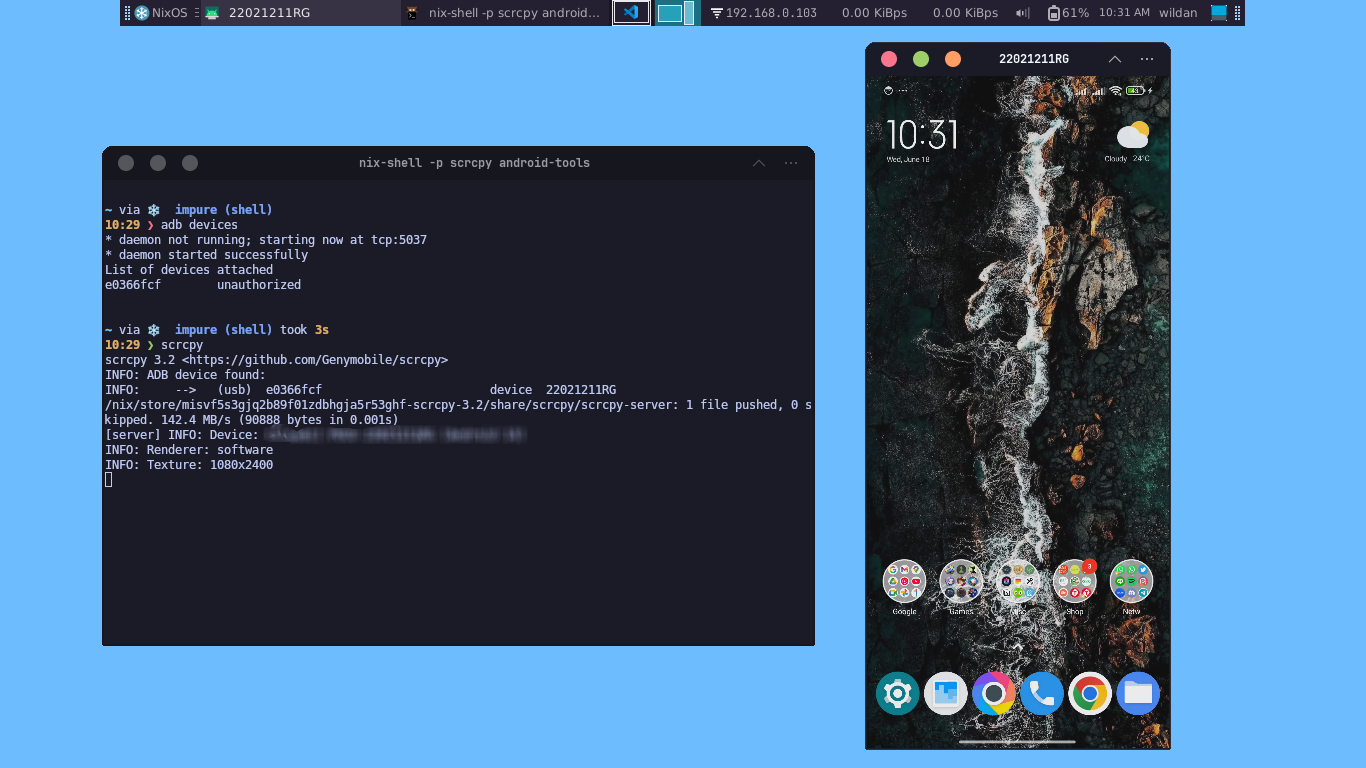 NixOS
22021211RG
nix-shell -p scrcpy android...
192.168.0.103
0.00 KiBps
0.00 KiBps
61%
10:31 AM
wildan
nix-shell -p scrcpy android-tools
~ via ❄ impure (shell)
10:29 ❯ adb devices
* daemon not running; starting now at tcp:5037
* daemon started successfully
List of devices attached
e0366fcf unauthorized
~ via ❄ impure (shell) took 3s
10:29 ❯ scrcpy
scrcpy 3.2 <https://github.com/Genymobile/scrcpy>
INFO: ADB device found:
INFO: --> (usb) e0366fcf device 22021211RG
/nix/store/misvf5s3gjq2b89f01zdbhgja5r53ghf-scrcpy-3.2/share/scrcpy/scrcpy-server: 1 file pushed, 0 s
kipped. 142.4 MB/s (90888 bytes in 0.001s)
[server] INFO: Device:
INFO: Renderer: software
INFO: Texture: 1080x2400
22021211RG
10:31
Wed, June 18
Cloudy 24°C
3
Google
Games
Shop
Netw